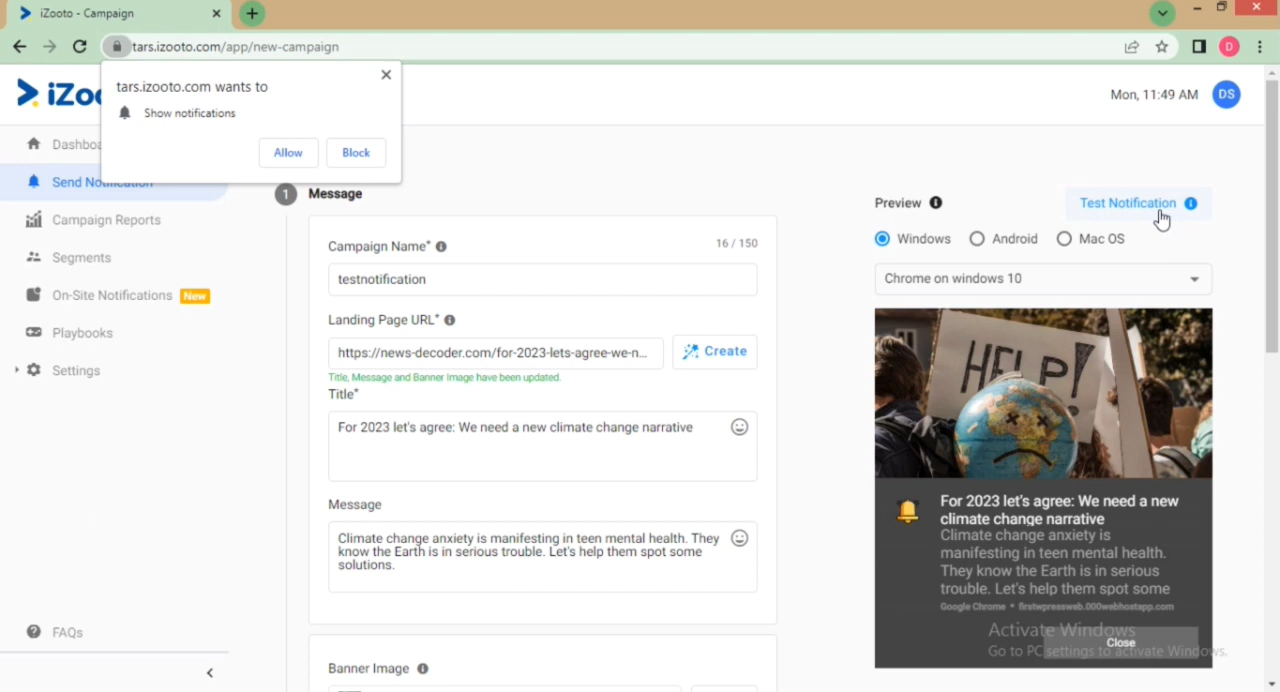 iZooto - Campaign
tars.izooto.com/app/new-campaign
D
tars.izooto.com wants to
Show notifications
Allow
Block
iZoo
Mon, 11:49 AM
DS
Dashboa
Send Notification
Campaign Reports
Segments
On-Site Notifications New
Playbooks
Settings
FAQs
1 Message
Campaign Name*
16 / 150
testnotification
Landing Page URL*
https://news-decoder.com/for-2023-lets-agree-we-n...
Create
Title, Message and Banner Image have been updated.
Title*
For 2023 let's agree: We need a new climate change narrative
Message
Climate change anxiety is manifesting in teen mental health. They
know the Earth is in serious trouble. Let's help them spot some
solutions.
Banner Image
Preview
Test Notification
Windows
Android
Mac OS
Chrome on windows 10
HELP!
For 2023 let's agree: We need a new
climate change narrative
Climate change anxiety is
manifesting in teen mental health.
They know the Earth is in serious
trouble. Let's help them spot some
Google Chrome • firstwpressweb.000webhostapp.com
Close
Activate Windows
Go to PC settings to activate Windows.